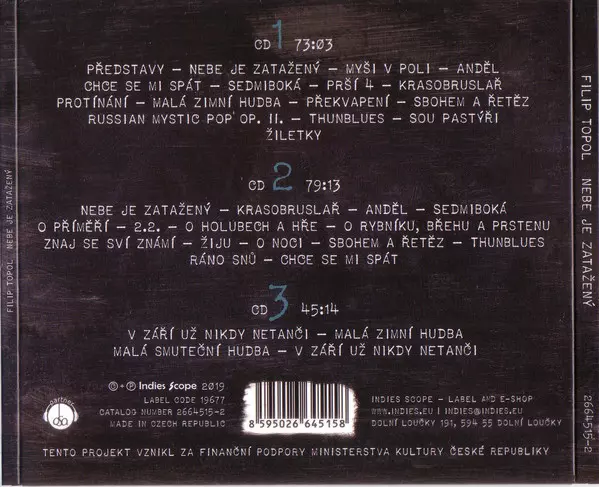 CD 1 73:03
PŘEDSTAVY – NEBE JE ZATAŽENÝ – MYŠI V POLI – ANDĚL
CHCE SE MI SPÁT – SEDMIBOKÁ – PRŠÍ 4 – KRASOBRUSLAŘ
PROTÍNÁNÍ – MALÁ ZIMNÍ HUDBA – PŘEKVAPENÍ – SBOHEM A ŘETĚZ
RUSSIAN MYSTIC POP OP. II. – THUNBLUES – SOU PASTÝŘI
ŽILETKY
CD 2 79:13
NEBE JE ZATAŽENÝ – KRASOBRUSLAŘ – ANDĚL – SEDMIBOKÁ
O PŘÍMĚŘÍ – 2.2. – O HOLUBECH A HŘE – O RYBNÍKU, BŘEHU A PRSTENU
ZNAJ SE SVÍ ZNÁMÍ – ŽIJU – O NOCI – SBOHEM A ŘETĚZ – THUNBLUES
RÁNO SNŮ – CHCE SE MI SPÁT
CD 3 45:14
V ZÁŘÍ UŽ NIKDY NETANČI – MALÁ ZIMNÍ HUDBA
MALÁ SMUTEČNÍ HUDBA – V ZÁŘÍ UŽ NIKDY NETANČI
partner
OSA
© + ℗ Indies Scope 2019
LABEL CODE 19677
CATALOG NUMBER 2664515-2
MADE IN CZECH REPUBLIC
8 595026 645158
INDIES SCOPE – LABEL AND E-SHOP
WWW.INDIES.EU | INDIES@INDIES.EU
DOLNÍ LOUČKY 191, 594 55 DOLNÍ LOUČKY
TENTO PROJEKT VZNIKL ZA FINANČNÍ PODPORY MINISTERSTVA KULTURY ČESKÉ REPUBLIKY
FILIP TOPOL NEBE JE ZATAŽENÝ
FILIP TOPOL NEBE JE ZATAŽENÝ 2664515-2